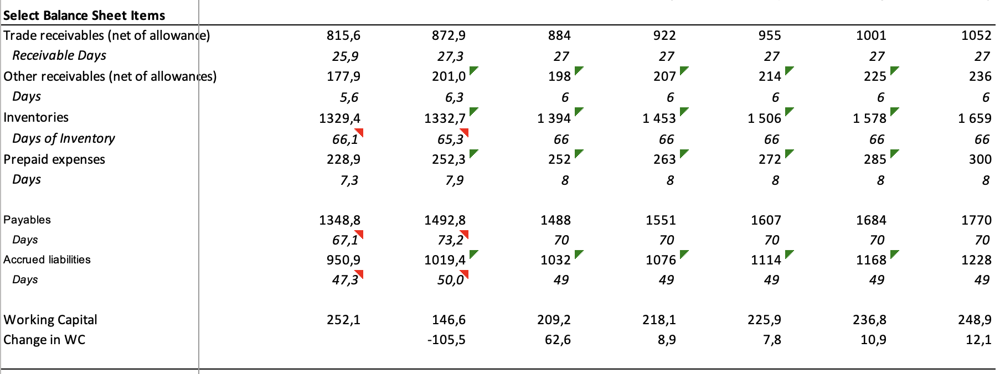 Select Balance Sheet Items
Trade receivables (net of allowance) 815,6 872,9 884 922 955 1001 1052
Receivable Days 25,9 27,3 27 27 27 27 27
Other receivables (net of allowances) 177,9 201,0 198 207 214 225 236
Days 5,6 6,3 6 6 6 6 6
Inventories 1329,4 1332,7 1 394 1 453 1 506 1 578 1 659
Days of Inventory 66,1 65,3 66 66 66 66 66
Prepaid expenses 228,9 252,3 252 263 272 285 300
Days 7,3 7,9 8 8 8 8 8
Payables 1348,8 1492,8 1488 1551 1607 1684 1770
Days 67,1 73,2 70 70 70 70 70
Accrued liabilities 950,9 1019,4 1032 1076 1114 1168 1228
Days 47,3 50,0 49 49 49 49 49
Working Capital 252,1 146,6 209,2 218,1 225,9 236,8 248,9
Change in WC -105,5 62,6 8,9 7,8 10,9 12,1